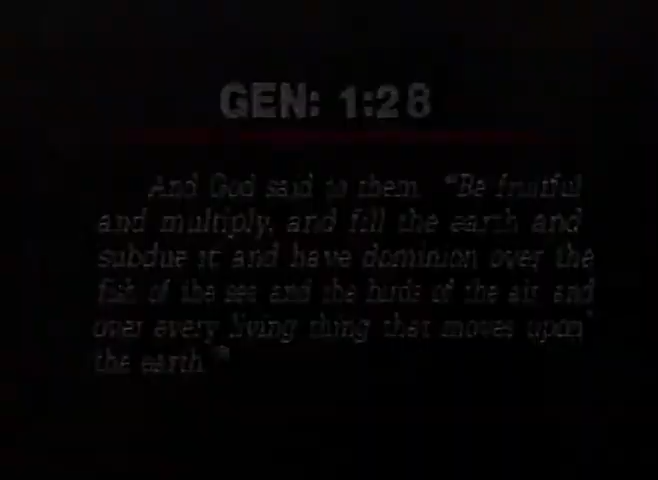 GEN: 1:28
And God said to them, "Be fruitful
and multiply, and fill the earth and
subdue it and have dominion over the
fish of the sea and the birds of the air and
over every living thing that moves upon
the earth."